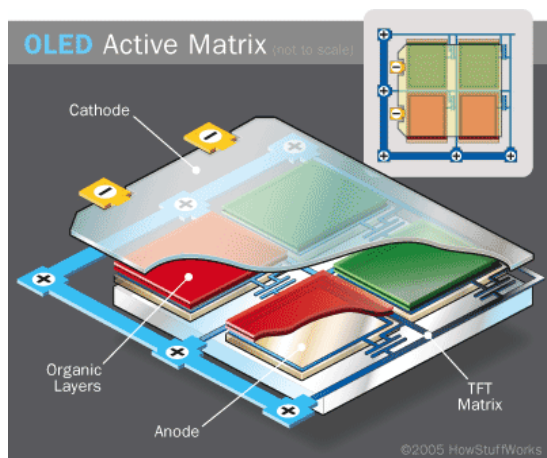 OLED Active Matrix (not to scale)
Cathode
Organic
Layers
Anode
TFT
Matrix
©2005 HowStuffWorks